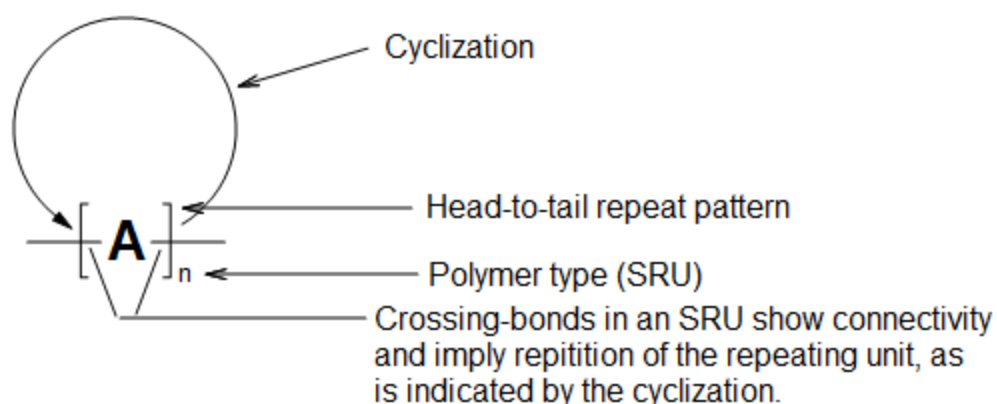 Cyclization
Head-to-tail repeat pattern
A
n
Polymer type (SRU)
Crossing-bonds in an SRU show connectivity
and imply repitition of the repeating unit, as
is indicated by the cyclization.